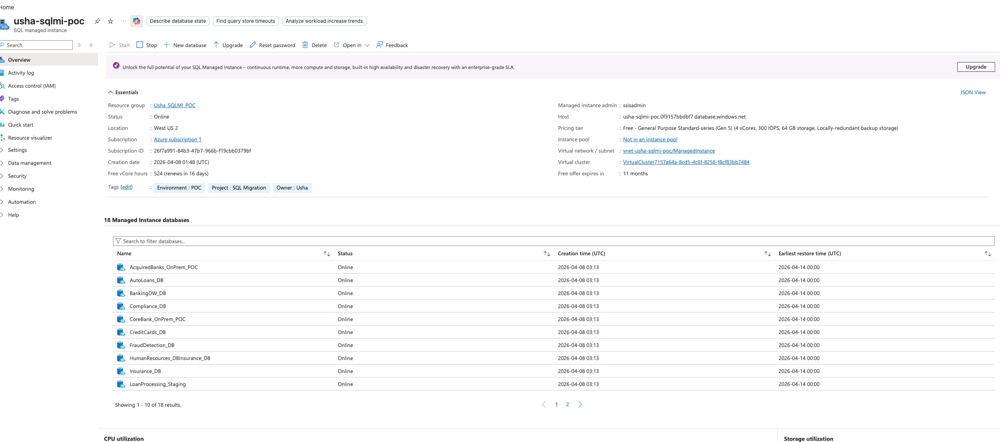 Home
usha-sqlmi-poc
SQL managed instance
Describe database state Find query store timeouts Analyze workload increase trends
Search
Start Stop New database Upgrade Reset password Delete Open in Feedback
Overview
Activity log
Access control (IAM)
Tags
Diagnose and solve problems
Quick start
Resource visualizer
Settings
Data management
Security
Monitoring
Automation
Help
Unlock the full potential of your SQL Managed Instance – continuous runtime, more compute and storage, built-in high availability and disaster recovery with an enterprise-grade SLA.
Upgrade
Essentials
JSON View
Resource group : Usha_SQLMI_POC
Status : Online
Location : West US 2
Subscription : Azure subscription 1
Subscription ID : 26f7a991-84b3-47b7-966b-f19cbb0379bf
Creation date : 2026-04-08 01:48 (UTC)
Free vCore hours : 524 (renews in 16 days)
Managed instance admin : ssisadmin
Host : usha-sqlmi-poc.0f3157bbdbf7.database.windows.net
Pricing tier : Free - General Purpose Standard-series (Gen 5) (4 vCores, 300 IOPS, 64 GB storage, Locally-redundant backup storage)
Instance pool : Not in an instance pool
Virtual network / subnet : vnet-usha-sqlmi-poc/ManagedInstance
Virtual cluster : VirtualCluster7157a64a-8cd5-4c6f-8256-f8cf83bb7484
Free offer expires in : 11 months
Tags (edit) : Environment : POC Project : SQL Migration Owner : Usha
18 Managed Instance databases
Search to filter databases...
Name Status Creation time (UTC) Earliest restore time (UTC)
AcquiredBanks_OnPrem_POC Online 2026-04-08 03:13 2026-04-14 00:00
AutoLoans_DB Online 2026-04-08 03:13 2026-04-14 00:00
BankingDW_DB Online 2026-04-08 03:13 2026-04-14 00:00
Compliance_DB Online 2026-04-08 03:13 2026-04-14 00:00
CoreBank_OnPrem_POC Online 2026-04-08 03:13 2026-04-14 00:00
CreditCards_DB Online 2026-04-08 03:13 2026-04-14 00:00
FraudDetection_DB Online 2026-04-08 03:13 2026-04-14 00:00
HumanResources_DBInsurance_DB Online 2026-04-08 03:13 2026-04-14 00:00
Insurance_DB Online 2026-04-08 03:13 2026-04-14 00:00
LoanProcessing_Staging Online 2026-04-08 03:13 2026-04-14 00:00
Showing 1 - 10 of 18 results.
1 2
CPU utilization
Storage utilization